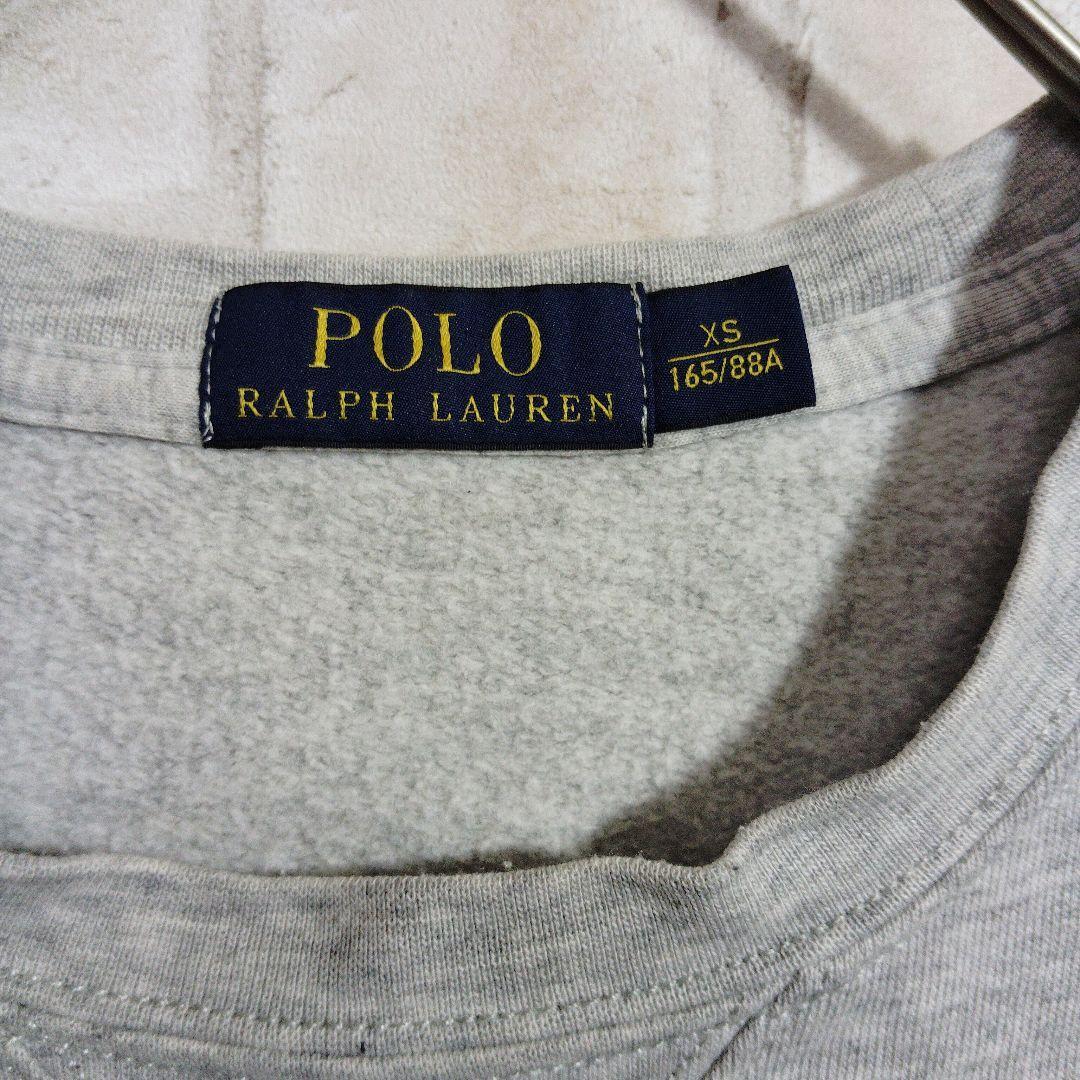 POLO
RALPH LAUREN
XS
165/88A